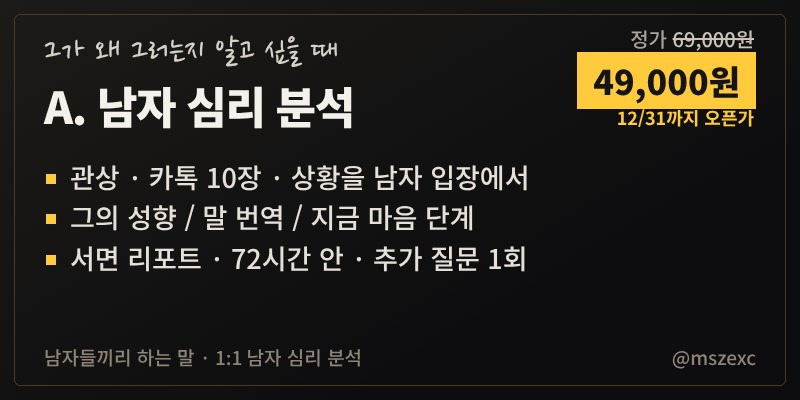 그가 왜 그러는지 알고 싶을 때
정가 69,000원
A. 남자 심리 분석
49,000원
12/31까지 오픈가
관상 · 카톡 10장 · 상황을 남자 입장에서
그의 성향 / 말 번역 / 지금 마음 단계
서면 리포트 · 72시간 안 · 추가 질문 1회
남자들끼리 하는 말 · 1:1 남자 심리 분석
@mszexc